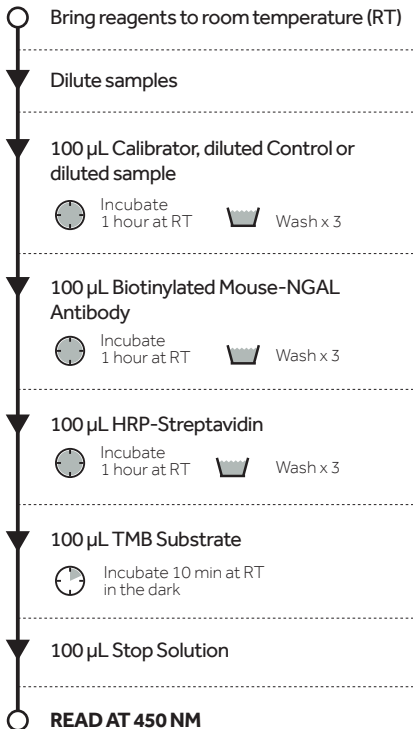 Bring reagents to room temperature (RT)
Dilute samples
100 µL Calibrator, diluted Control or
diluted sample
Incubate
1 hour at RT
Wash x 3
100 µL Biotinylated Mouse-NGAL
Antibody
Incubate
1 hour at RT
Wash x 3
100 µL HRP-Streptavidin
Incubate
1 hour at RT
Wash x 3
100 µL TMB Substrate
Incubate 10 min at RT
in the dark
100 µL Stop Solution
READ AT 450 NM